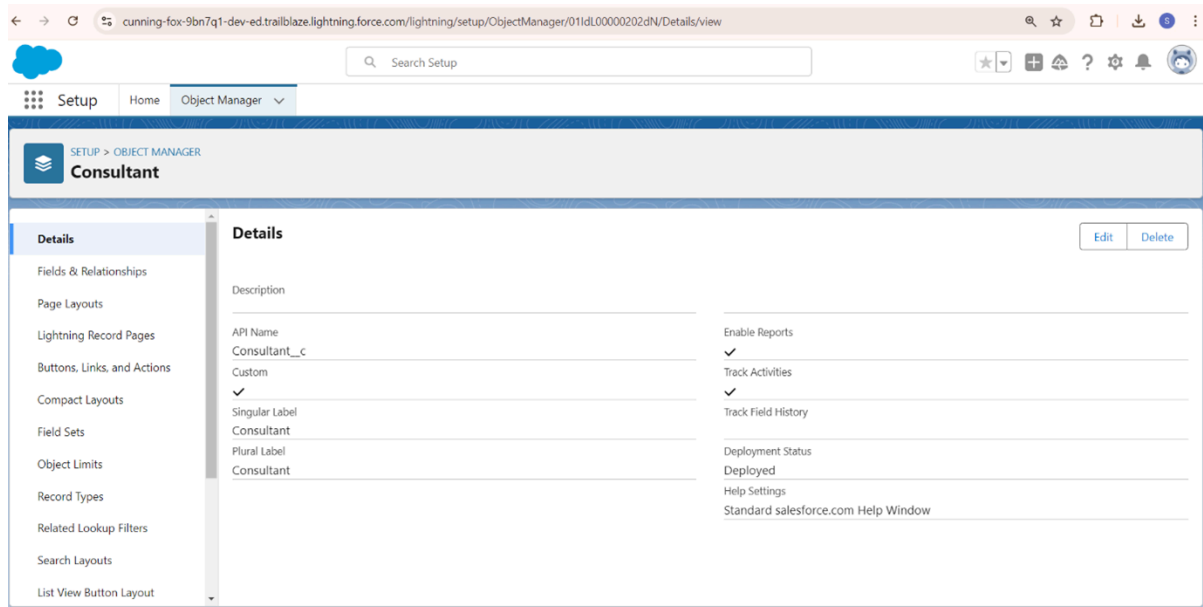 cunning-fox-9bn7q1-dev-ed.trailblaze.lightning.force.com/lightning/setup/ObjectManager/01IdL00000202dN/Details/view
S
Search Setup
Setup
Home
Object Manager
SETUP > OBJECT MANAGER
Consultant
Details
Fields & Relationships
Page Layouts
Lightning Record Pages
Buttons, Links, and Actions
Compact Layouts
Field Sets
Object Limits
Record Types
Related Lookup Filters
Search Layouts
List View Button Layout
Details
Edit
Delete
Description
API Name
Consultant__c
Custom
Singular Label
Consultant
Plural Label
Consultant
Enable Reports
Track Activities
Track Field History
Deployment Status
Deployed
Help Settings
Standard salesforce.com Help Window